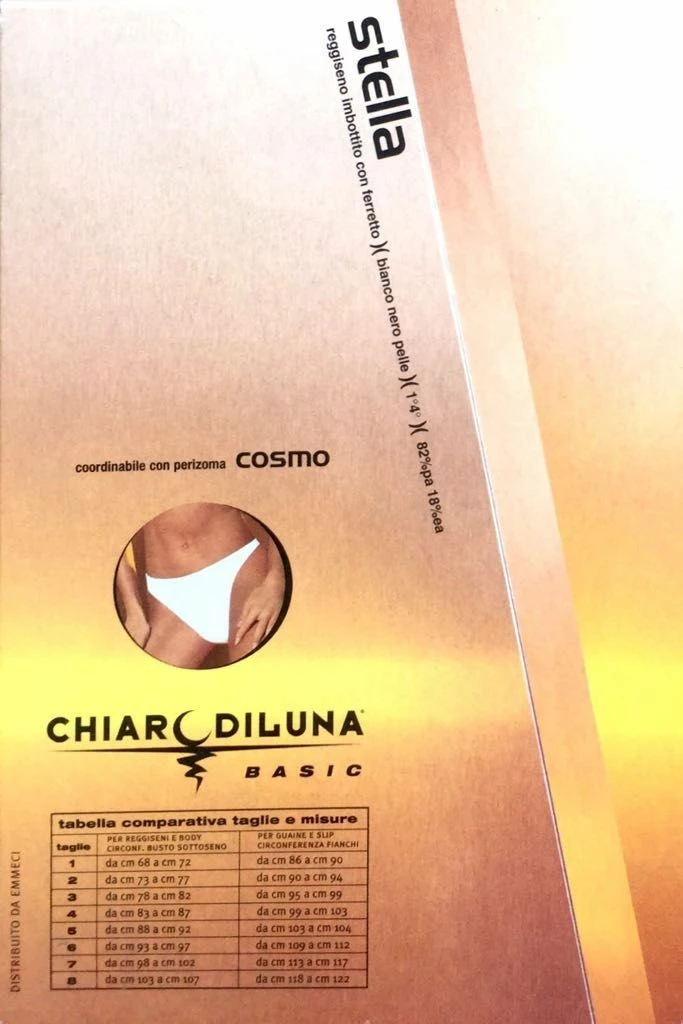 stella
reggiseno imbottito con ferretto )( bianco nero pelle )( 1°4° )( 82%pa 18%ea
coordinabile con perizoma COSMO
CHIARODILUNA
BASIC
tabella comparativa taglie e misure
taglie PER REGGISENI E BODY CIRCONF. BUSTO SOTTOSENO PER GUAINE E SLIP CIRCONFERENZA FIANCHI
1 da cm 68 a cm 72 da cm 86 a cm 90
2 da cm 73 a cm 77 da cm 90 a cm 94
3 da cm 78 a cm 82 da cm 95 a cm 99
4 da cm 83 a cm 87 da cm 99 a cm 103
5 da cm 88 a cm 92 da cm 103 a cm 104
6 da cm 93 a cm 97 da cm 109 a cm 112
7 da cm 98 a cm 102 da cm 113 a cm 117
8 da cm 103 a cm 107 da cm 118 a cm 122
DISTRIBUITO DA EMMECI